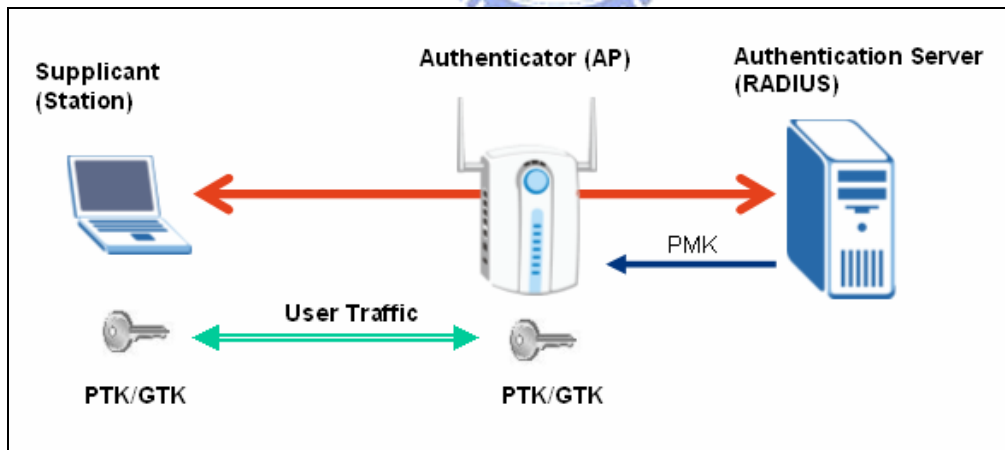 Supplicant
(Station)
Authenticator (AP)
Authentication Server
(RADIUS)
PMK
User Traffic
PTK/GTK
PTK/GTK